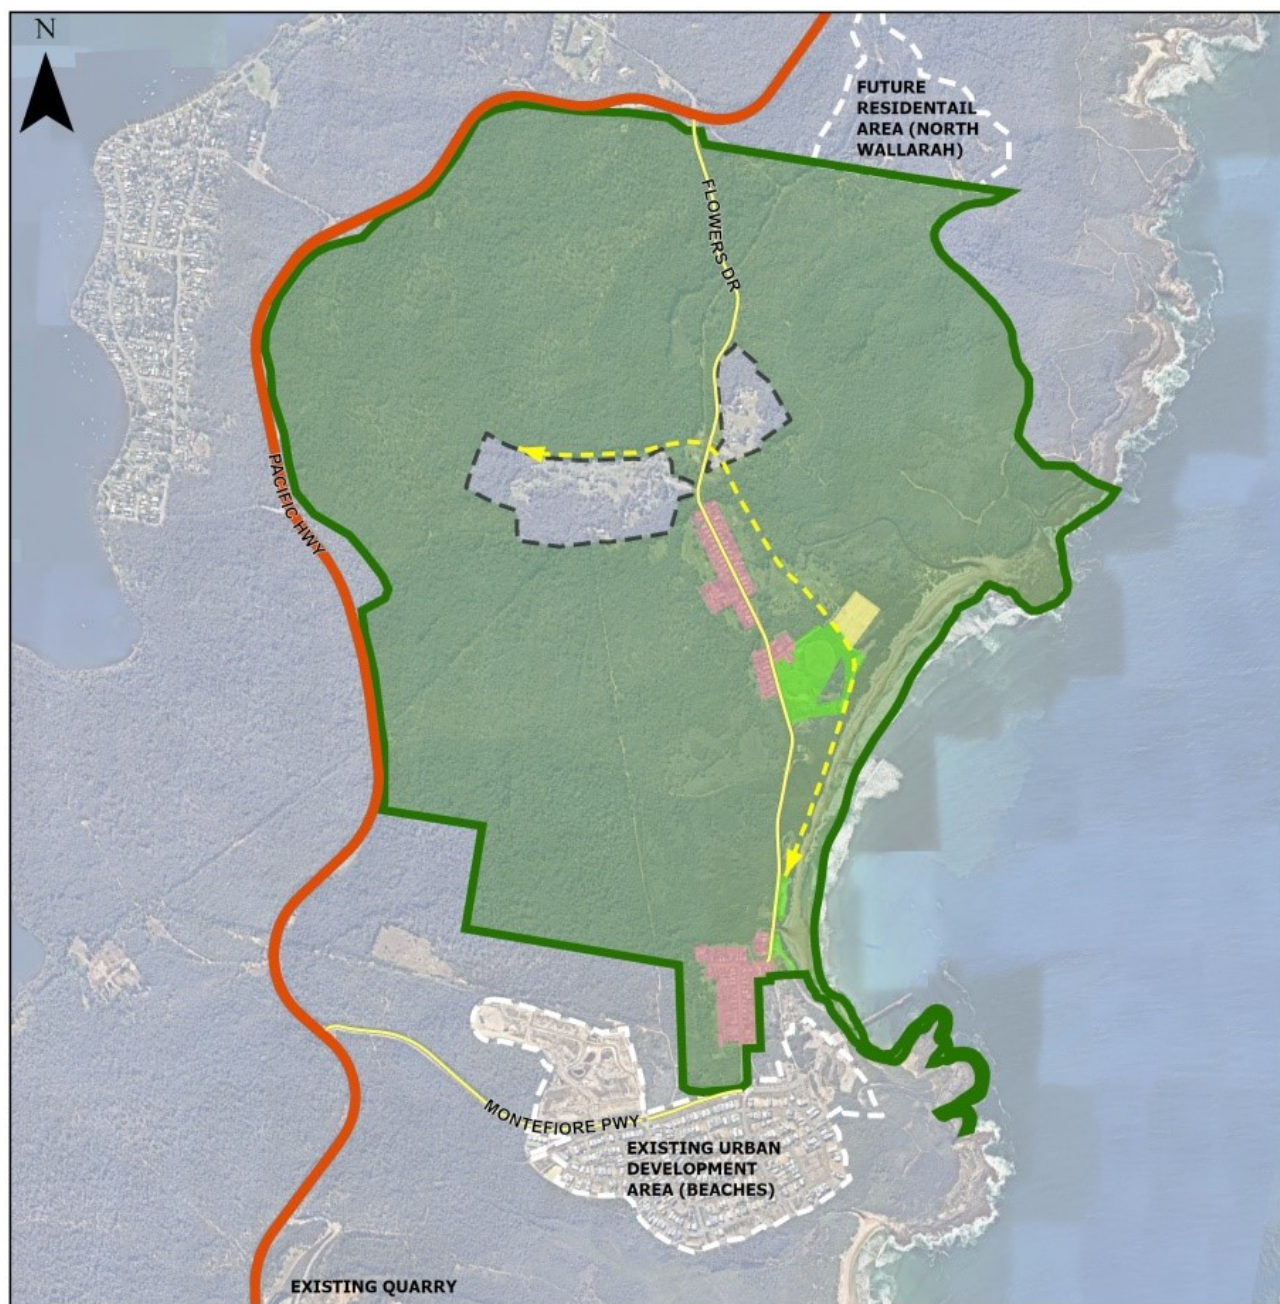 N
FUTURE
RESIDENTAIL
AREA (NORTH
WALLARAH)
FLOWERS DR
PACIFIC HWY
MONTEFIORE PWY
EXISTING URBAN
DEVELOPMENT
AREA (BEACHES)
EXISTING QUARRY